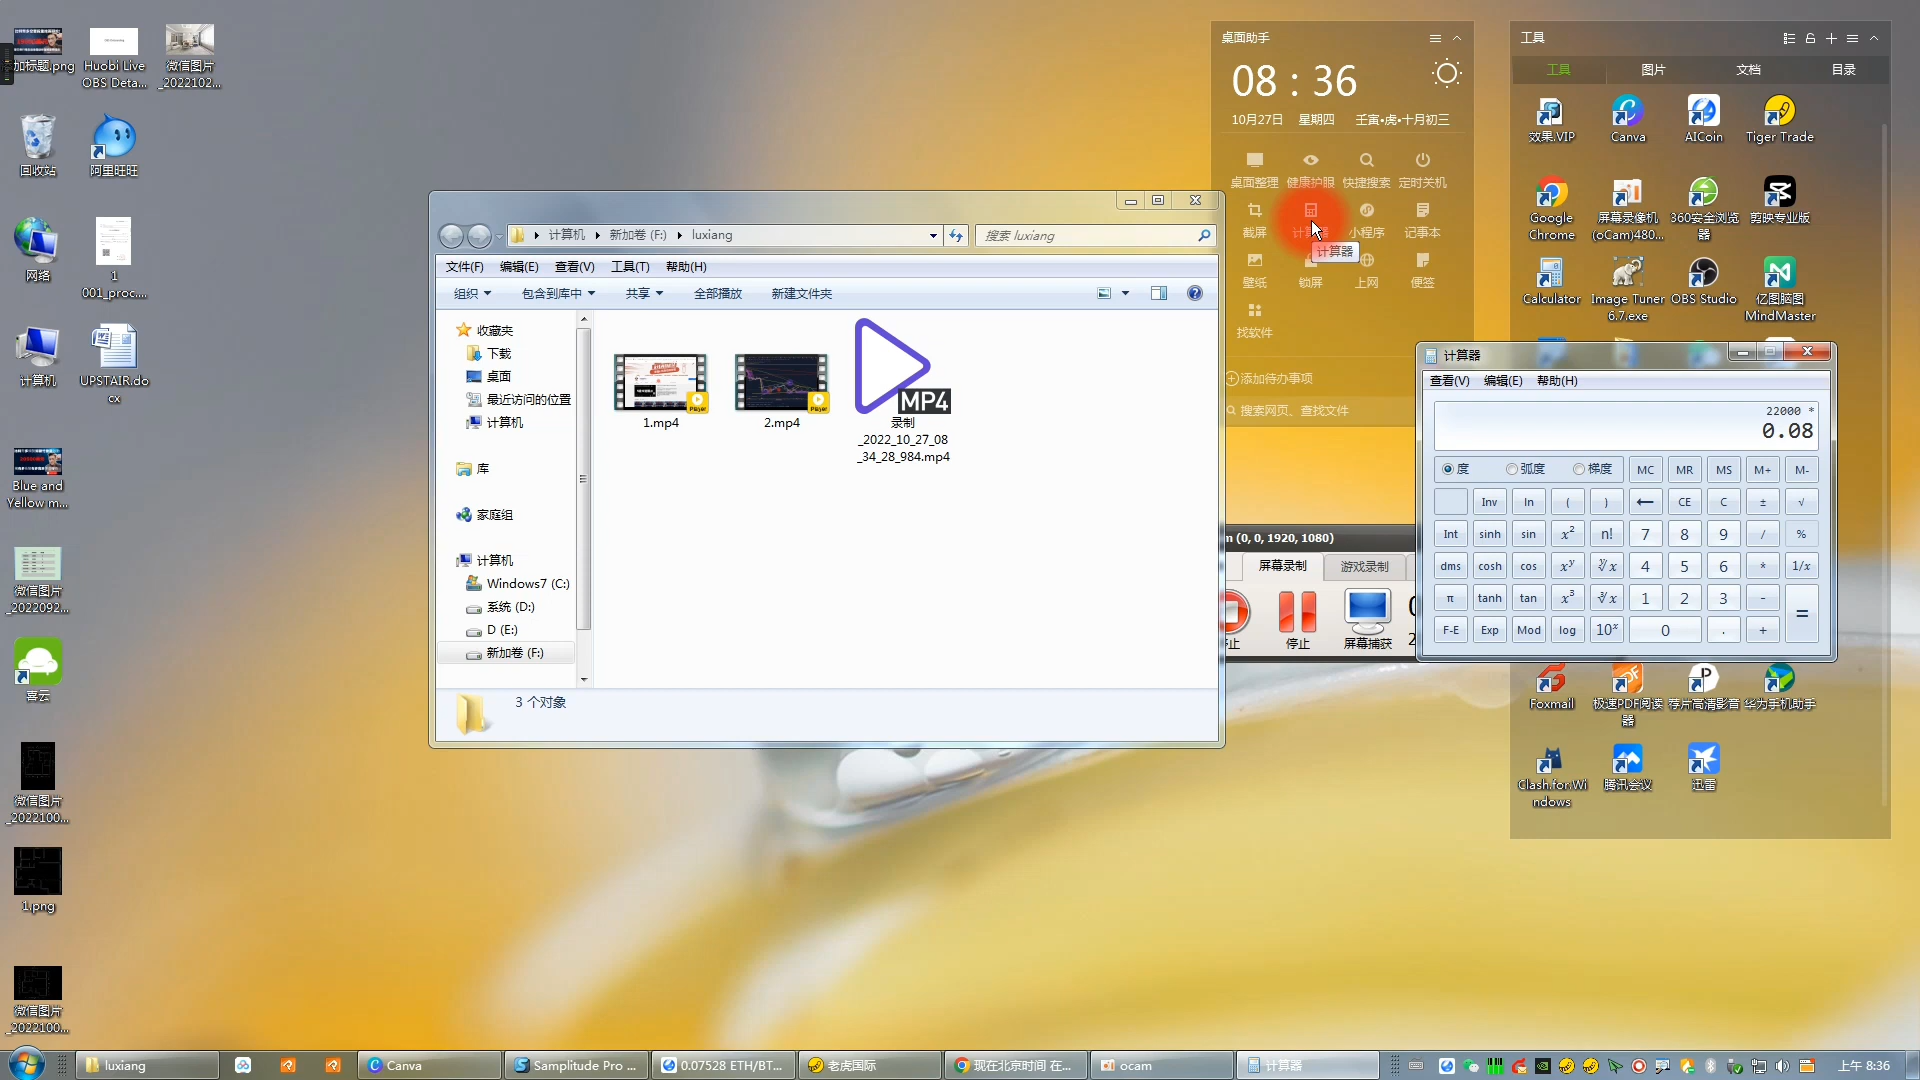 加标题.png
Huobi Live
OBS Deta...
微信图片
_2022102...
回收站
阿里旺旺
网络
1
001_proc....
计算机
UPSTAIR.do
cx
Blue and
Yellow m...
微信图片
_2022092...
喜云
微信图片
_2022100...
1.png
微信图片
_2022100...
计算机
新加卷 (F:)
luxiang
搜索 luxiang
文件(F)
编辑(E)
查看(V)
工具(T)
帮助(H)
组织
包含到库中
共享
全部播放
新建文件夹
收藏夹
下载
桌面
最近访问的位置
计算机
库
家庭组
计算机
Windows7 (C:)
系统 (D:)
D (E:)
新加卷 (F:)
1.mp4
2.mp4
MP4
录制
_2022_10_27_08
_34_28_984.mp4
3 个对象
桌面助手
08 : 36
10月27日 星期四 壬寅•虎•十月初三
桌面整理
健康护眼
快捷搜索
定时关机
截屏
计算器
小程序
记事本
计算器
壁纸
锁屏
上网
便签
找软件
添加待办事项
搜索网页、查找文件
m (0, 0, 1920, 1080)
屏幕录制
游戏录制
止
停止
屏幕捕获
工具
工具
图片
文档
目录
效果.VIP
Canva
AICoin
Tiger Trade
Google
Chrome
屏幕录像机
(oCam)480...
360安全浏览
器
剪映专业版
Calculator
Image Tuner
6.7.exe
OBS Studio
亿图脑图
MindMaster
计算器
查看(V)
编辑(E)
帮助(H)
22000 *
0.08
度
弧度
梯度
MC
MR
MS
M+
M-
Inv
ln
(
)
←
CE
C
±
√
Int
sinh
sin
x²
n!
7
8
9
/
%
dms
cosh
cos
xʸ
ʸ√x
4
5
6
*
1/x
π
tanh
tan
x³
³√x
1
2
3
-
=
F-E
Exp
Mod
log
10ˣ
0
.
+
Foxmail
极速PDF阅读
器
荐片高清影音
华为手机助手
Clash.for.Wi
ndows
腾讯会议
迅雷
luxiang
Canva
Samplitude Pro ...
0.07528 ETH/BT...
老虎国际
现在北京时间 在...
ocam
计算器
上午 8:36